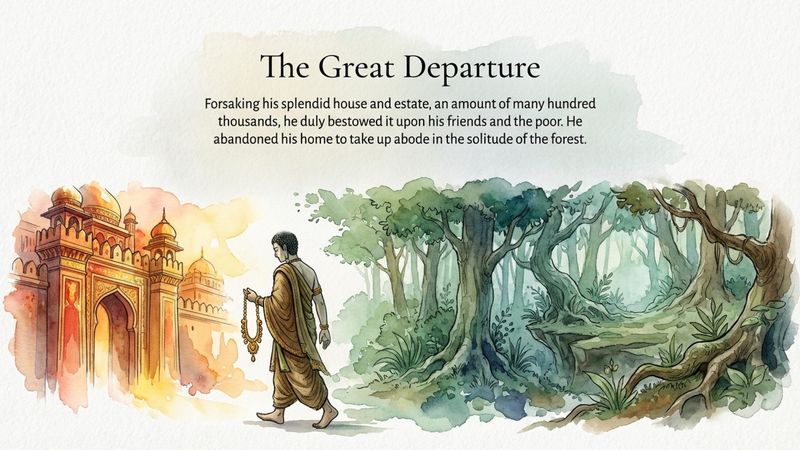 The Great Departure
Forsaking his splendid house and estate, an amount of many hundred
thousands, he duly bestowed it upon his friends and the poor. He
abandoned his home to take up abode in the solitude of the forest.